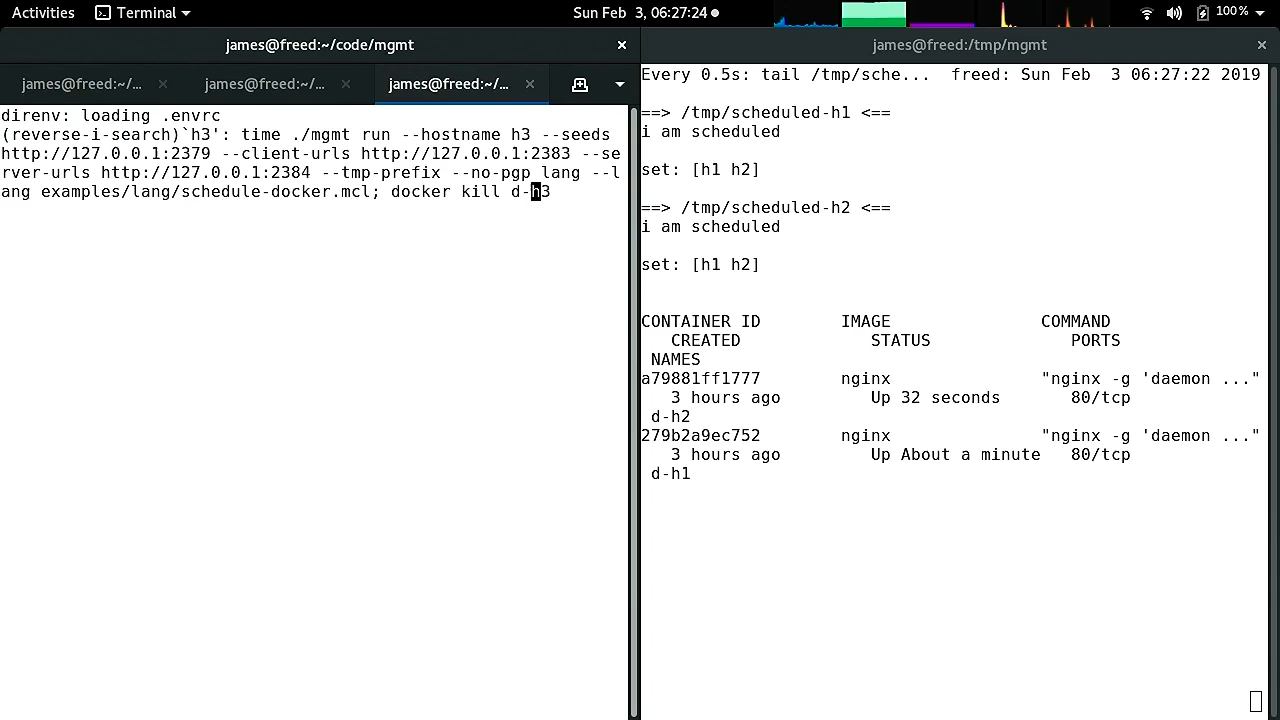 Activities
Terminal
Sun Feb  3, 06:27:24
100%
james@freed:~/code/mgmt
james@freed:/tmp/mgmt
james@freed:~/...
james@freed:~/...
james@freed:~/...
direnv: loading .envrc
(reverse-i-search)`h3': time ./mgmt run --hostname h3 --seeds
http://127.0.0.1:2379 --client-urls http://127.0.0.1:2383 --se
rver-urls http://127.0.0.1:2384 --tmp-prefix --no-pgp lang --l
ang examples/lang/schedule-docker.mcl; docker kill d-h3
Every 0.5s: tail /tmp/sche...  freed: Sun Feb  3 06:27:22 2019
==> /tmp/scheduled-h1 <==
i am scheduled
set: [h1 h2]
==> /tmp/scheduled-h2 <==
i am scheduled
set: [h1 h2]
CONTAINER ID        IMAGE               COMMAND
CREATED             STATUS              PORTS
NAMES
a79881ff1777        nginx               "nginx -g 'daemon ..."
3 hours ago         Up 32 seconds       80/tcp
d-h2
279b2a9ec752        nginx               "nginx -g 'daemon ..."
3 hours ago         Up About a minute   80/tcp
d-h1